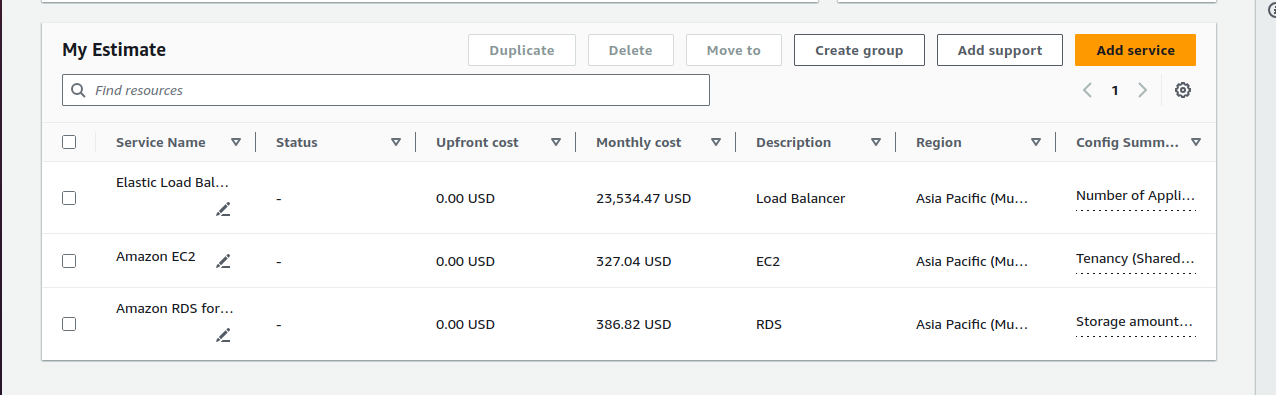 My Estimate
Duplicate
Delete
Move to
Create group
Add support
Add service
Find resources
1
Service Name
Status
Upfront cost
Monthly cost
Description
Region
Config Summ...
Elastic Load Bal...
-
0.00 USD
23,534.47 USD
Load Balancer
Asia Pacific (Mu...
Number of Appli...
Amazon EC2
-
0.00 USD
327.04 USD
EC2
Asia Pacific (Mu...
Tenancy (Shared...
Amazon RDS for...
-
0.00 USD
386.82 USD
RDS
Asia Pacific (Mu...
Storage amount...